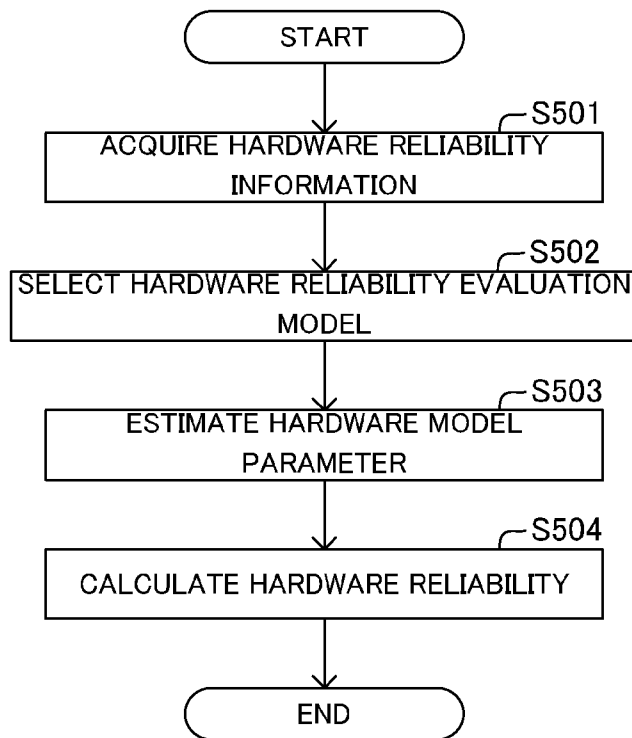 START
S501
ACQUIRE HARDWARE RELIABILITY
INFORMATION
S502
SELECT HARDWARE RELIABILITY EVALUATION
MODEL
S503
ESTIMATE HARDWARE MODEL
PARAMETER
S504
CALCULATE HARDWARE RELIABILITY
END